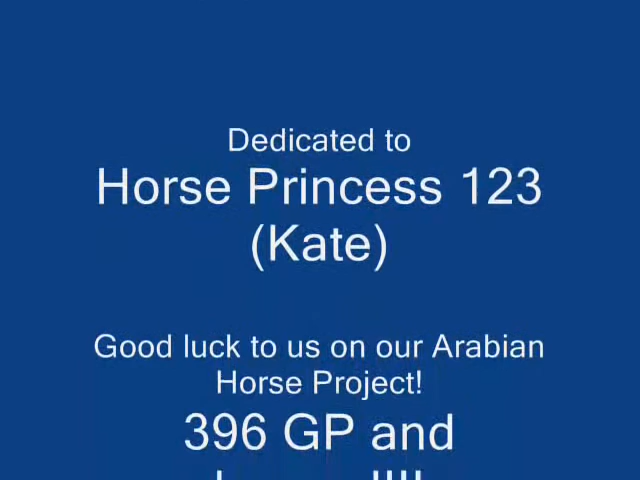 Dedicated to
Horse Princess 123
(Kate)
Good luck to us on our Arabian
Horse Project!
396 GP and